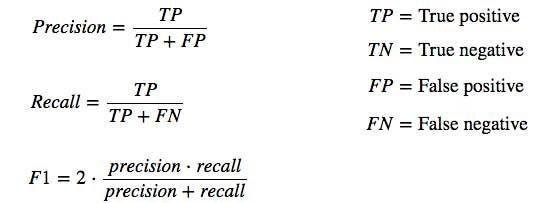 Precision = TP / (TP + FP)
TP = True positive
TN = True negative
Recall = TP / (TP + FN)
FP = False positive
FN = False negative
F1 = 2 · (precision · recall) / (precision + recall)